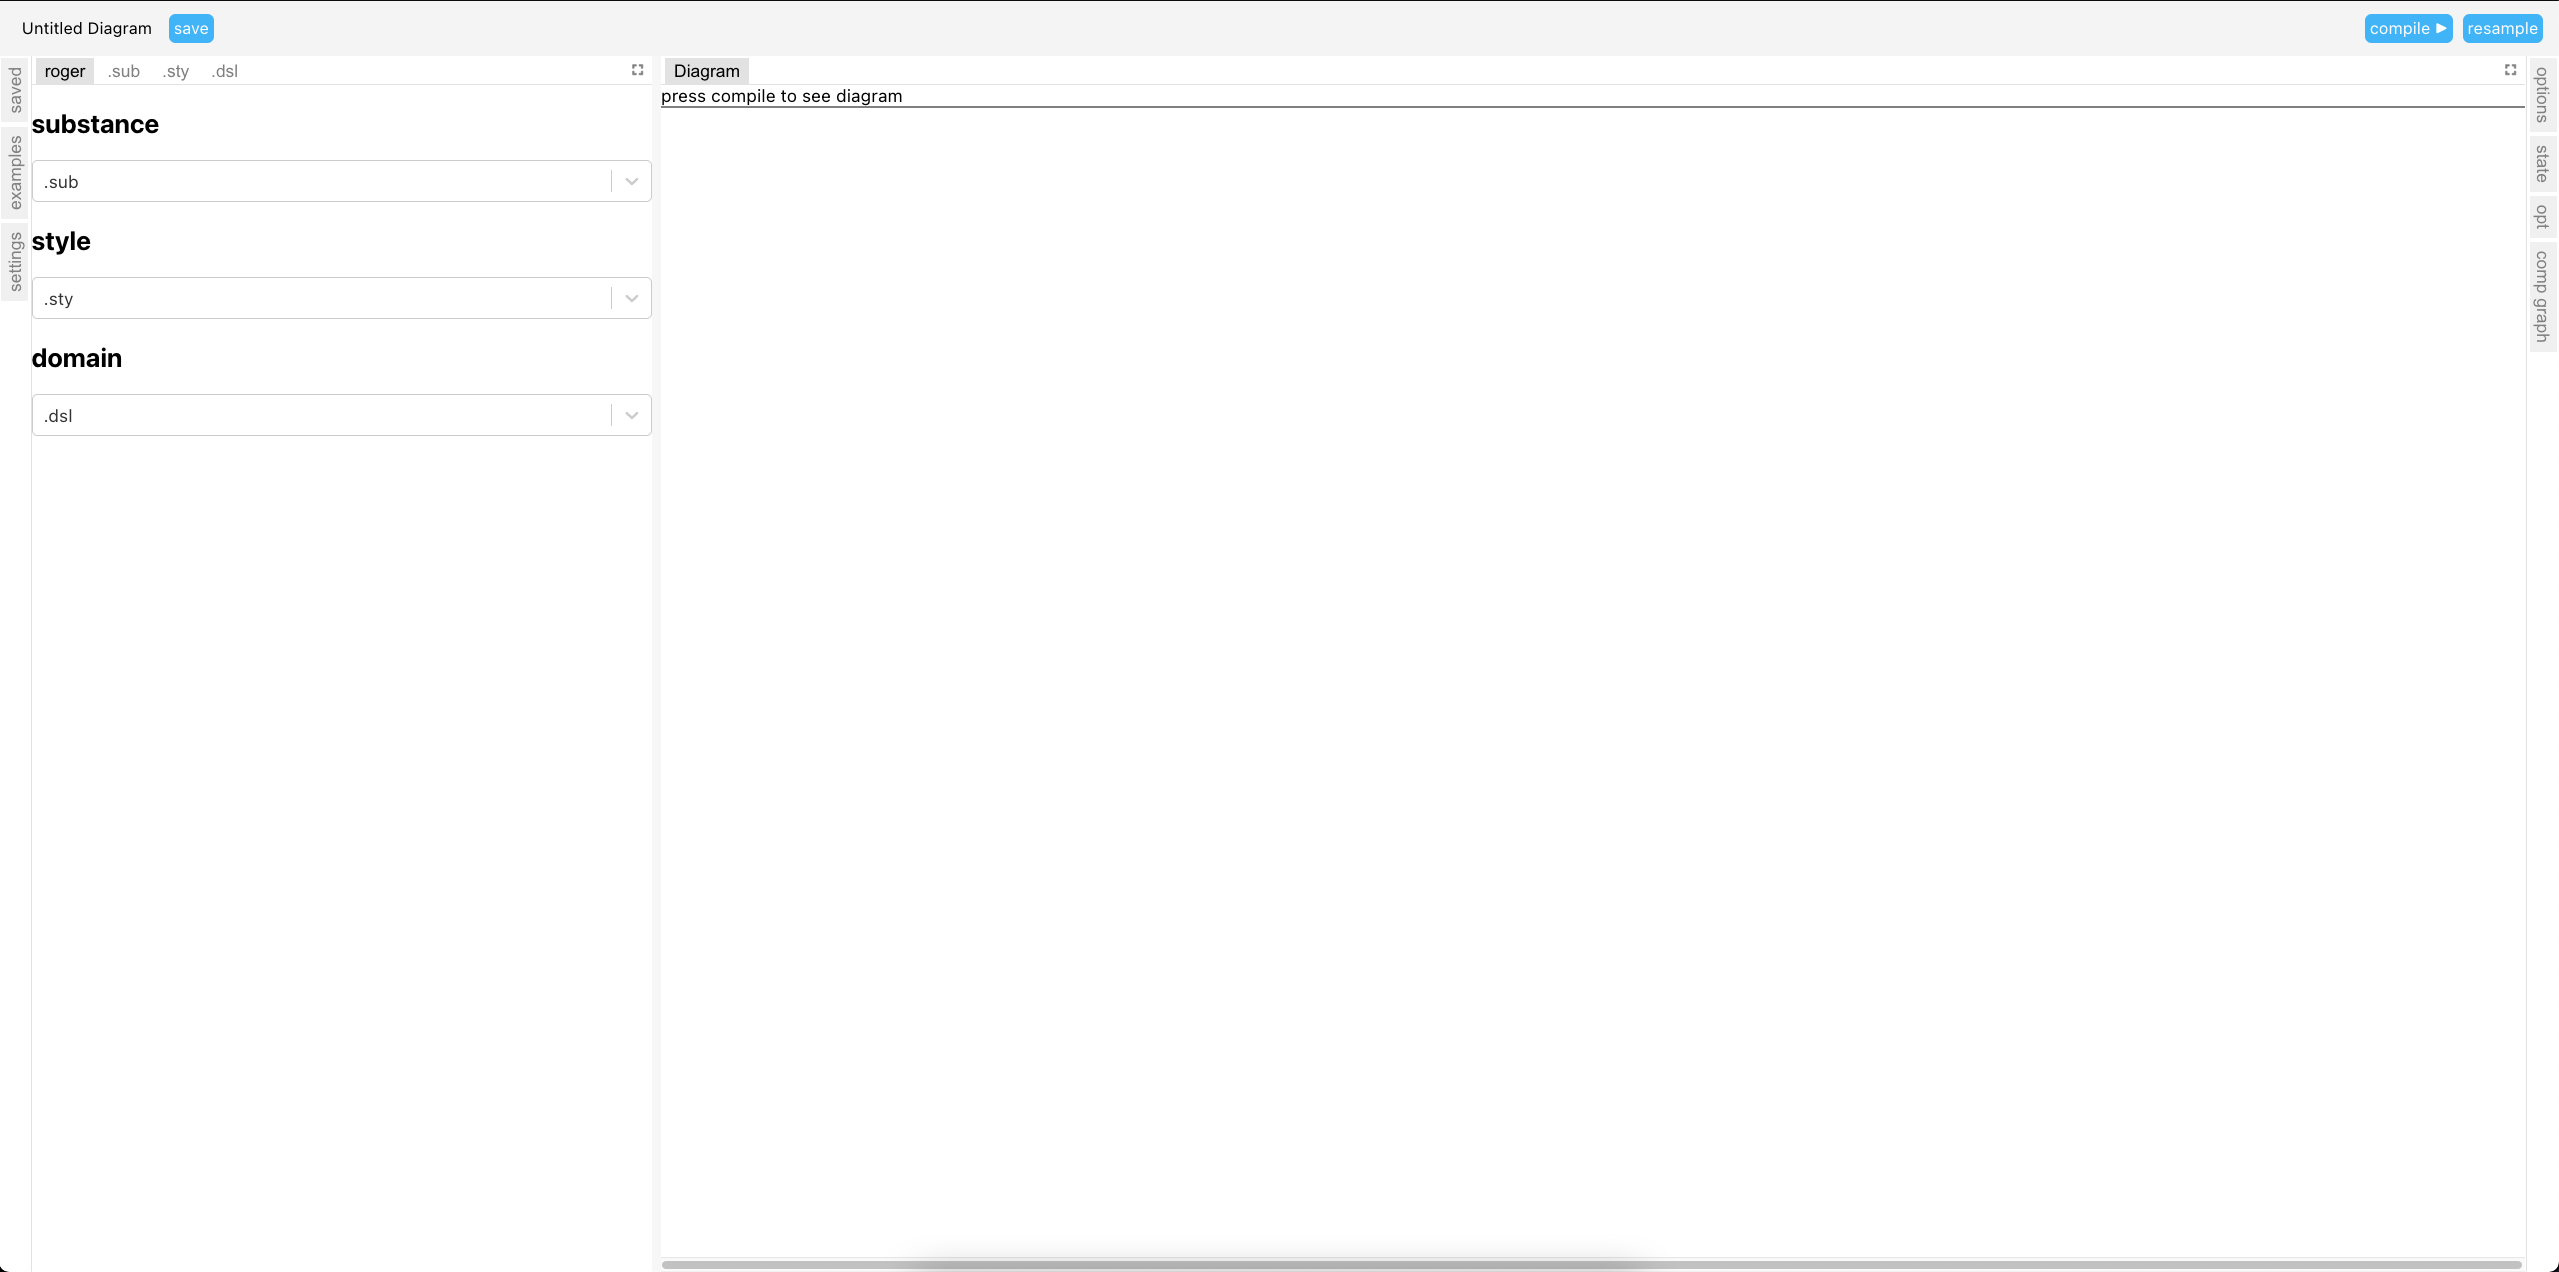 Untitled Diagram save compile ▶ resample
saved
examples
settings
roger .sub .sty .dsl
substance
.sub
style
.sty
domain
.dsl
Diagram
press compile to see diagram
options
state
opt
comp graph